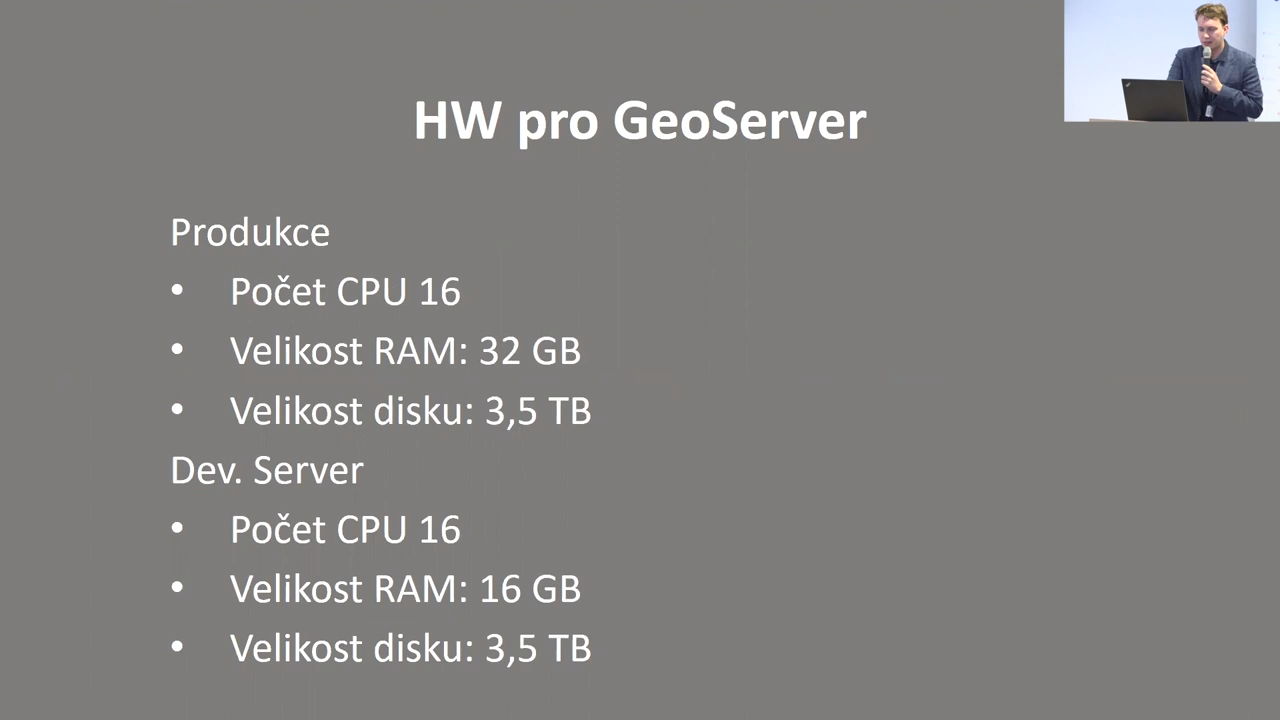 HW pro GeoServer
Produkce
• Počet CPU 16
• Velikost RAM: 32 GB
• Velikost disku: 3,5 TB
Dev. Server
• Počet CPU 16
• Velikost RAM: 16 GB
• Velikost disku: 3,5 TB